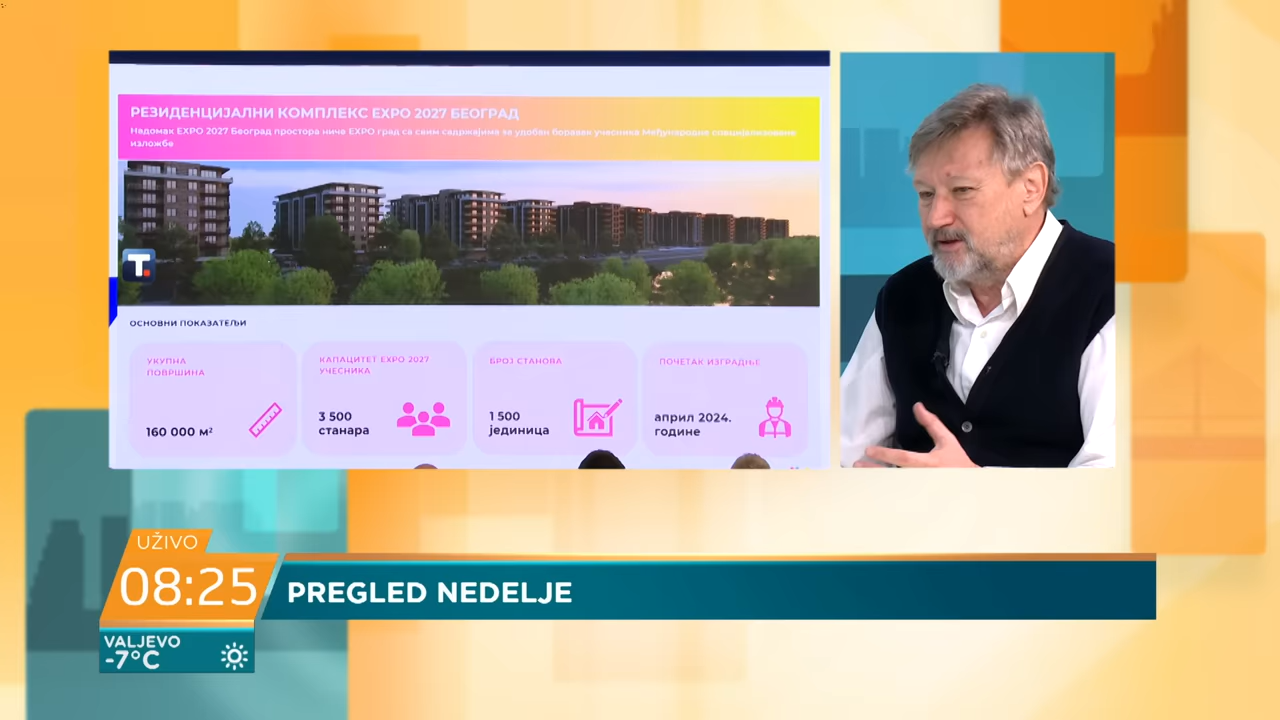 РЕЗИДЕНЦИЈАЛНИ КОМПЛЕКС EXPO 2027 БЕОГРАД
Надомак EXPO 2027 Београд простора ниче EXPO град са свим садржајима за удобан боравак учесника Међународне специјализоване
изложбе
T.
ОСНОВНИ ПОКАЗАТЕЉИ
УКУПНА
ПОВРШИНА
160 000 м²
КАПАЦИТЕТ EXPO 2027
УЧЕСНИКА
3 500
станара
БРОЈ СТАНОВА
1 500
јединица
ПОЧЕТАК ИЗГРАДЊЕ
април 2024.
године
UŽIVO
08:25
PREGLED NEDELJE
VALJEVO
-7°C